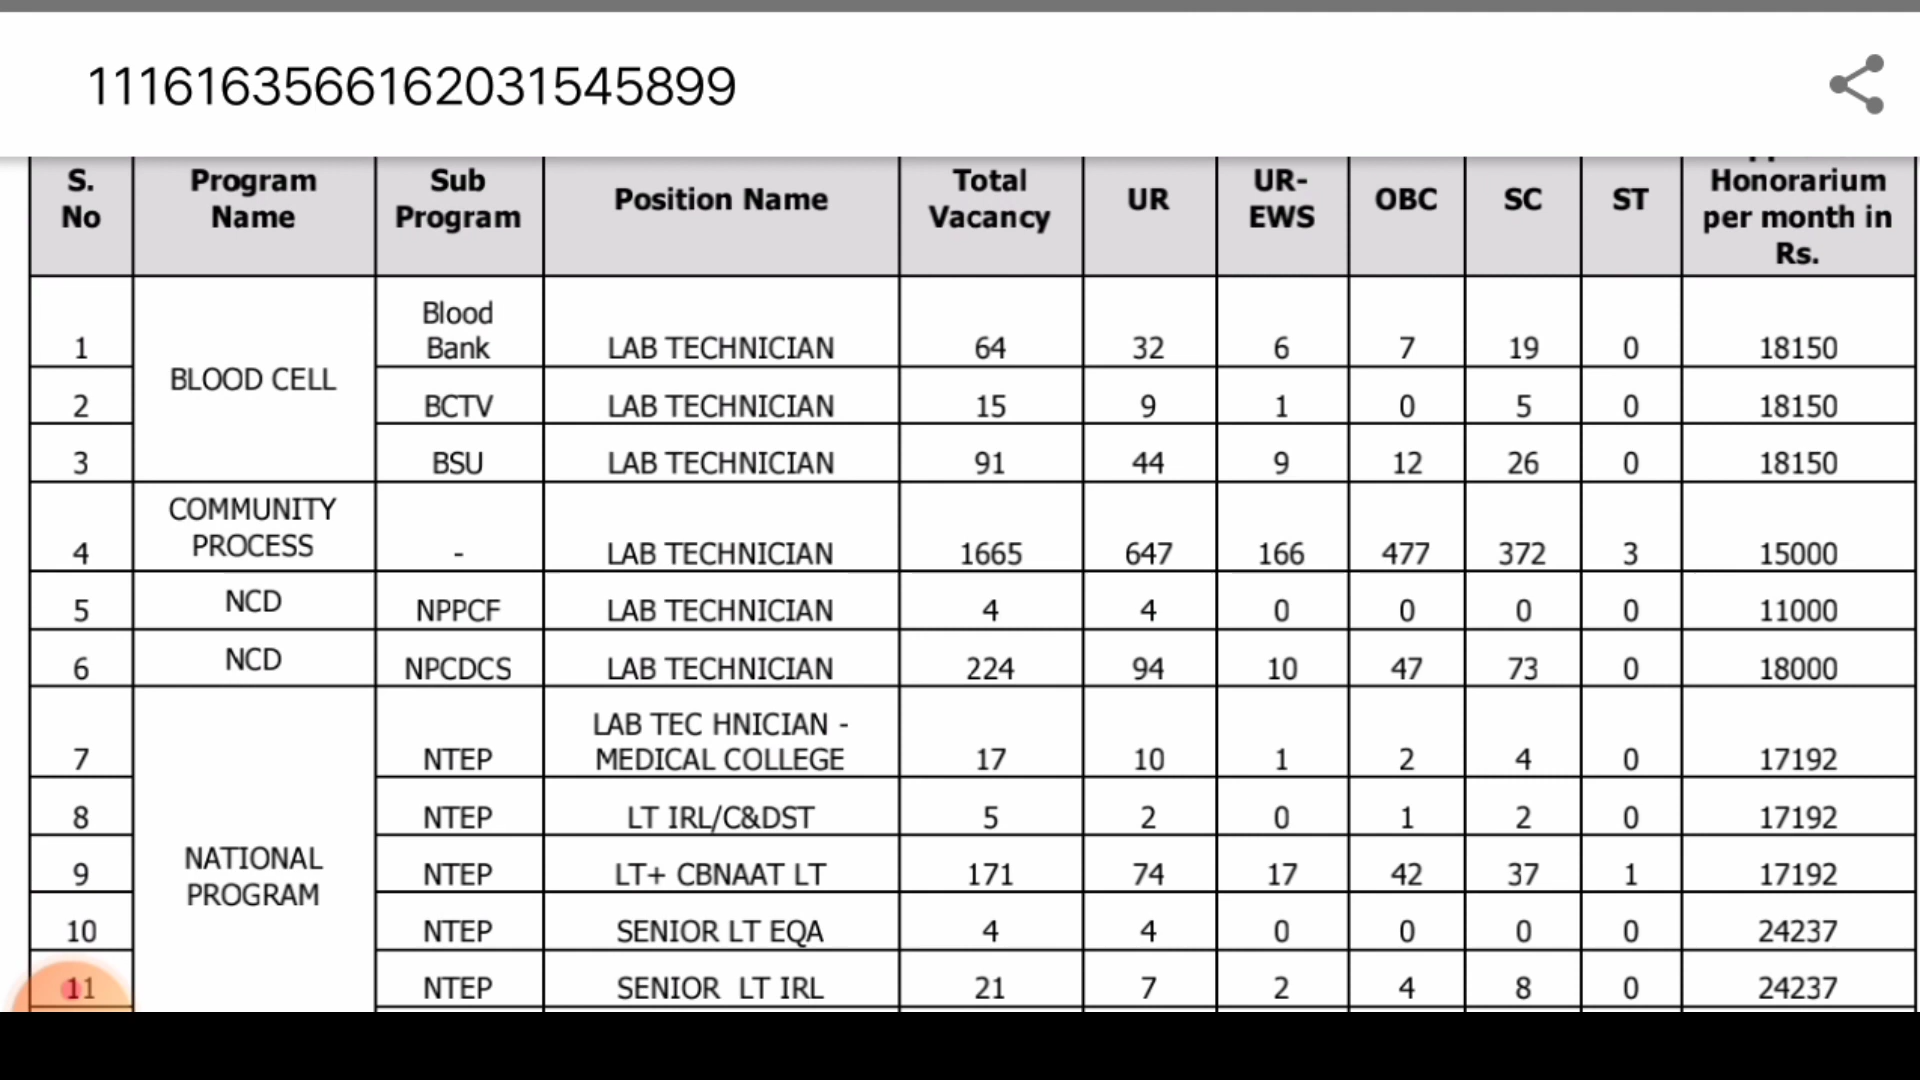 11161635661620315458​99
S. No Program Name Sub Program Position Name Total Vacancy UR UR-EWS OBC SC ST Honorarium per month in Rs.
1 BLOOD CELL Blood Bank LAB TECHNICIAN 64 32 6 7 19 0 18150
2 BCTV LAB TECHNICIAN 15 9 1 0 5 0 18150
3 BSU LAB TECHNICIAN 91 44 9 12 26 0 18150
4 COMMUNITY PROCESS - LAB TECHNICIAN 1665 647 166 477 372 3 15000
5 NCD NPPCF LAB TECHNICIAN 4 4 0 0 0 0 11000
6 NCD NPCDCS LAB TECHNICIAN 224 94 10 47 73 0 18000
7 NATIONAL PROGRAM NTEP LAB TEC HNICIAN - MEDICAL COLLEGE 17 10 1 2 4 0 17192
8 NTEP LT IRL/C&DST 5 2 0 1 2 0 17192
9 NTEP LT+ CBNAAT LT 171 74 17 42 37 1 17192
10 NTEP SENIOR LT EQA 4 4 0 0 0 0 24237
11 NTEP SENIOR LT IRL 21 7 2 4 8 0 24237